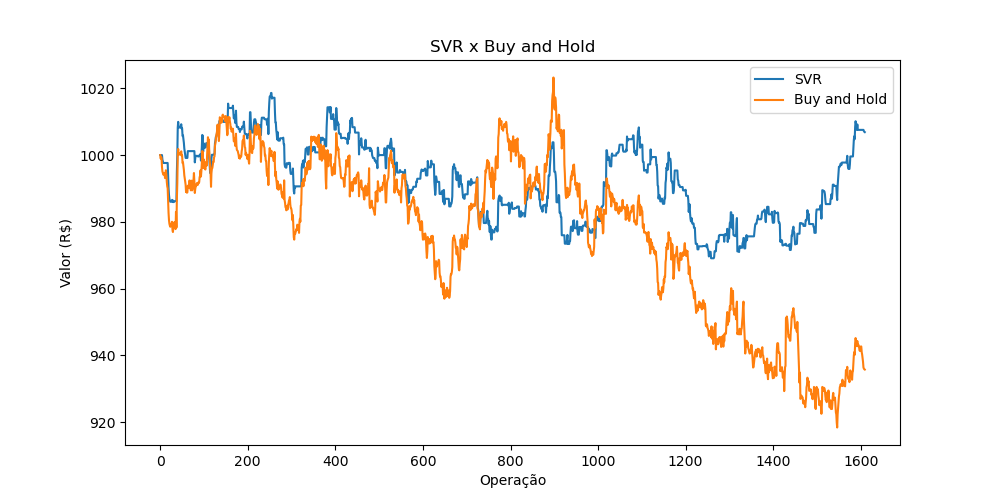 SVR x Buy and Hold
SVR
Buy and Hold
Valor (R$)
1020
1000
980
960
940
920
0 200 400 600 800 1000 1200 1400 1600
Operação